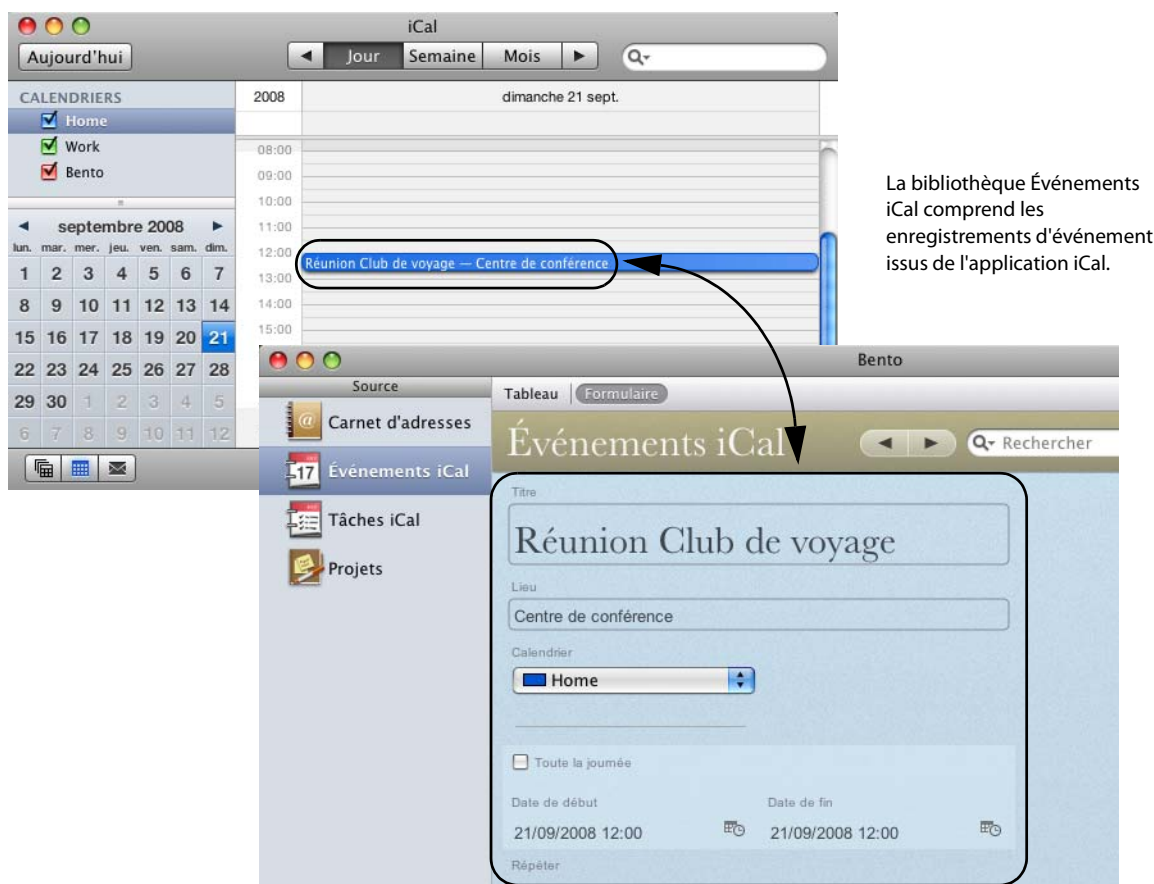 iCal
Aujourd'hui
Jour Semaine Mois
CALENDRIERS
Home
Work
Bento
2008 dimanche 21 sept.
08:00
09:00
10:00
11:00
12:00
13:00
14:00
15:00
Réunion Club de voyage — Centre de conférence
septembre 2008
lun. mar. mer. jeu. ven. sam. dim.
1 2 3 4 5 6 7
8 9 10 11 12 13 14
15 16 17 18 19 20 21
22 23 24 25 26 27 28
29 30 1 2 3 4 5
6 7 8 9 10 11 12
La bibliothèque Événements
iCal comprend les
enregistrements d'événement
issus de l'application iCal.
Bento
Source
Carnet d'adresses
17
Événements iCal
Tâches iCal
Projets
Tableau Formulaire
Événements iCal
Rechercher
Titre
Réunion Club de voyage
Lieu
Centre de conférence
Calendrier
Home
Toute la journée
Date de début Date de fin
21/09/2008 12:00 21/09/2008 12:00
Répéter